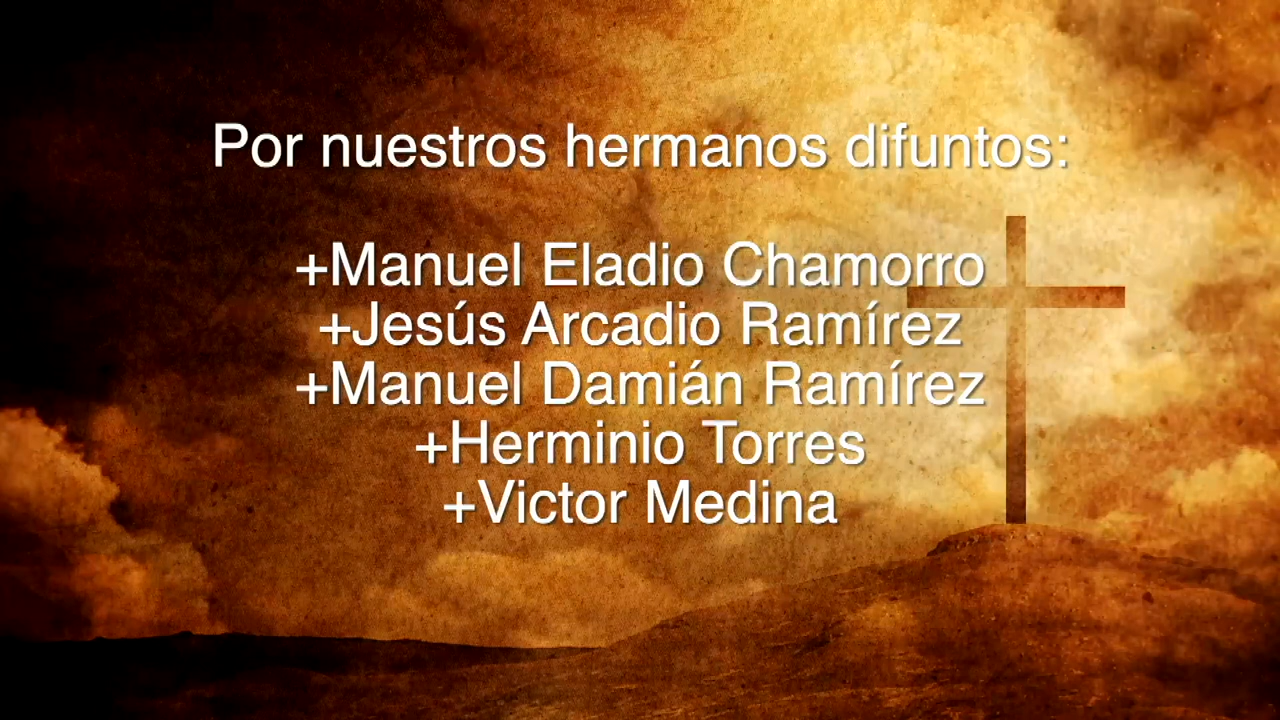 Por nuestros hermanos difuntos:
+Manuel Eladio Chamorro
+Jesús Arcadio Ramírez
+Manuel Damián Ramírez
+Herminio Torres
+Victor Medina